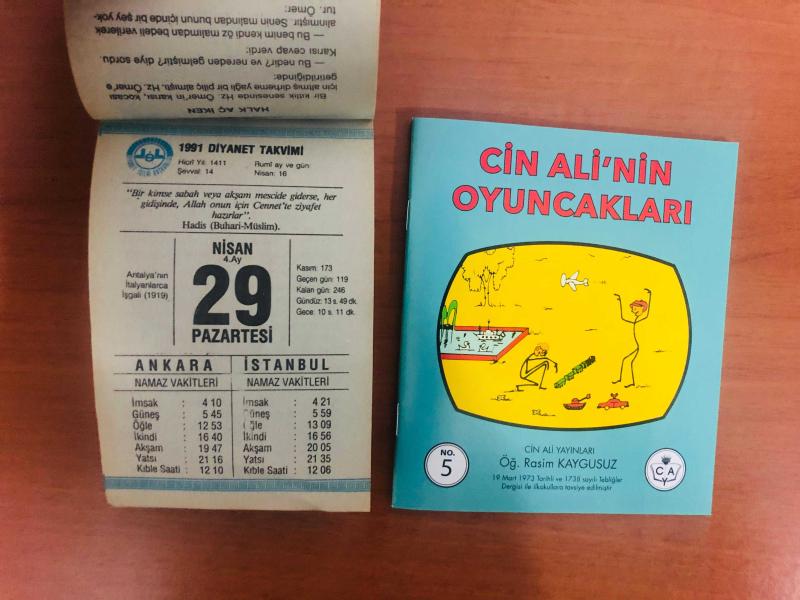 HALK AÇ İKEN
Bir kıtlık senesinde Hz. Ömer'in karısı, kocası
için altmış dirheme yağlı bir piliç almıştı. Hz. Ömer'e
getirildiğinde:
— Bu nedir? ve nereden gelmiştir? diye sordu.
Karısı cevap verdi:
— Bu benim kendi öz malımdan bedeli verilerek
alınmıştır. Senin malından bunun içinde bir şey yok-
tur. Ömer:
1991 DİYANET TAKVİMİ
Hicrî Yıl: 1411
Şevval: 14
Rumî ay ve gün:
Nisan: 16
"Bir kimse sabah veya akşam mescide giderse, her
gidişinde, Allah onun için Cennet'te ziyafet
hazırlar".
Hadis (Buhari-Müslim).
Antalya'nın
İtalyanlarca
İşgali (1919)
NİSAN
4.Ay
29
PAZARTESİ
Kasım: 173
Geçen gün: 119
Kalan gün: 246
Gündüz: 13 s. 49 dk.
Gece: 10 s. 11 dk.
ANKARA
NAMAZ VAKİTLERİ
İmsak : 4 10
Güneş : 5 45
Öğle : 12 53
İkindi : 16 40
Akşam : 19 47
Yatsı : 21 16
Kıble Saati : 12 10
İSTANBUL
NAMAZ VAKİTLERİ
İmsak : 4 21
Güneş : 5 59
Öğle : 13 09
İkindi : 16 56
Akşam : 20 05
Yatsı : 21 35
Kıble Saati : 12 06
CİN ALİ'NİN
OYUNCAKLARI
NO.
5
CİN ALİ YAYINLARI
Öğ. Rasim KAYGUSUZ
19 Mart 1973 Tarihli ve 1738 sayılı Tebliğler
Dergisi ile ilkokullara tavsiye edilmiştir
C A
Y